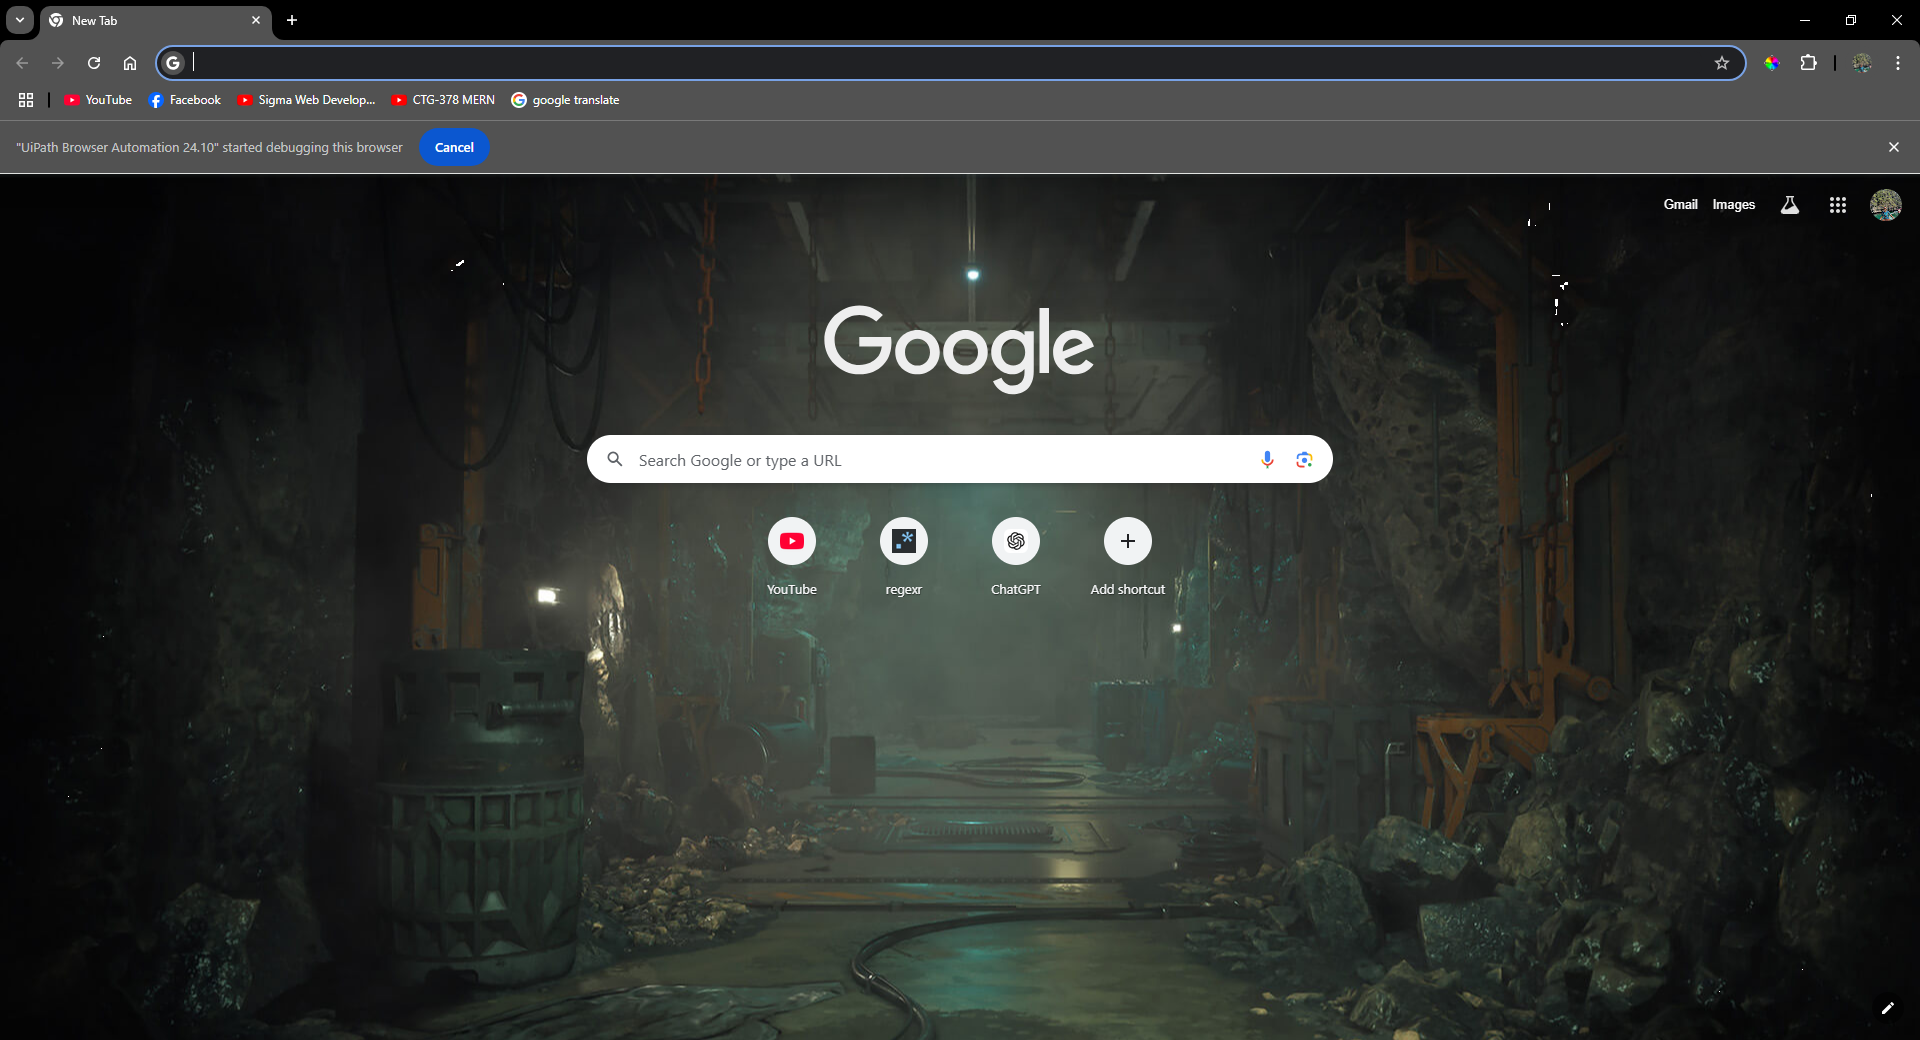 New Tab
YouTube Facebook Sigma Web Develop... CTG-378 MERN google translate
"UiPath Browser Automation 24.10" started debugging this browser Cancel
Gmail Images
Google
Search Google or type a URL
YouTube regexr ChatGPT Add shortcut